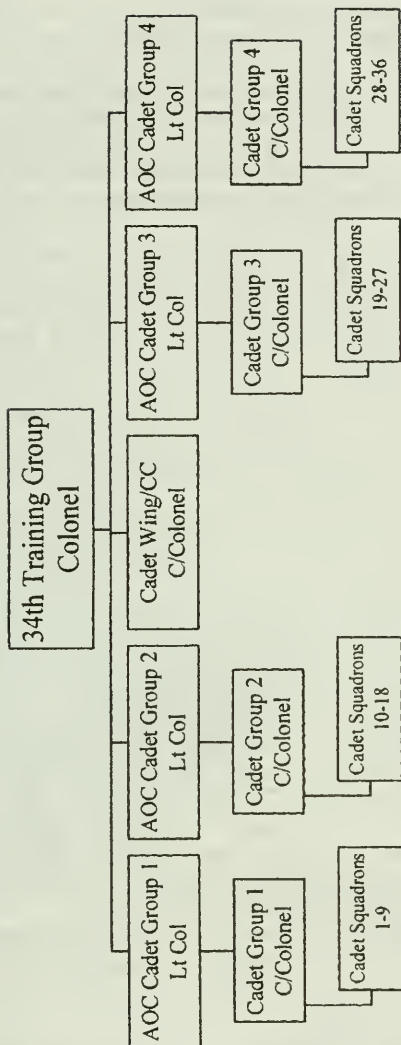 34th Training Group
Colonel
AOC Cadet Group 1
Lt Col
AOC Cadet Group 2
Lt Col
Cadet Wing/CC
C/Colonel
AOC Cadet Group 3
Lt Col
AOC Cadet Group 4
Lt Col
Cadet Group 1
C/Colonel
Cadet Group 2
C/Colonel
Cadet Group 3
C/Colonel
Cadet Group 4
C/Colonel
Cadet Squadrons
1-9
Cadet Squadrons
10-18
Cadet Squadrons
19-27
Cadet Squadrons
28-36